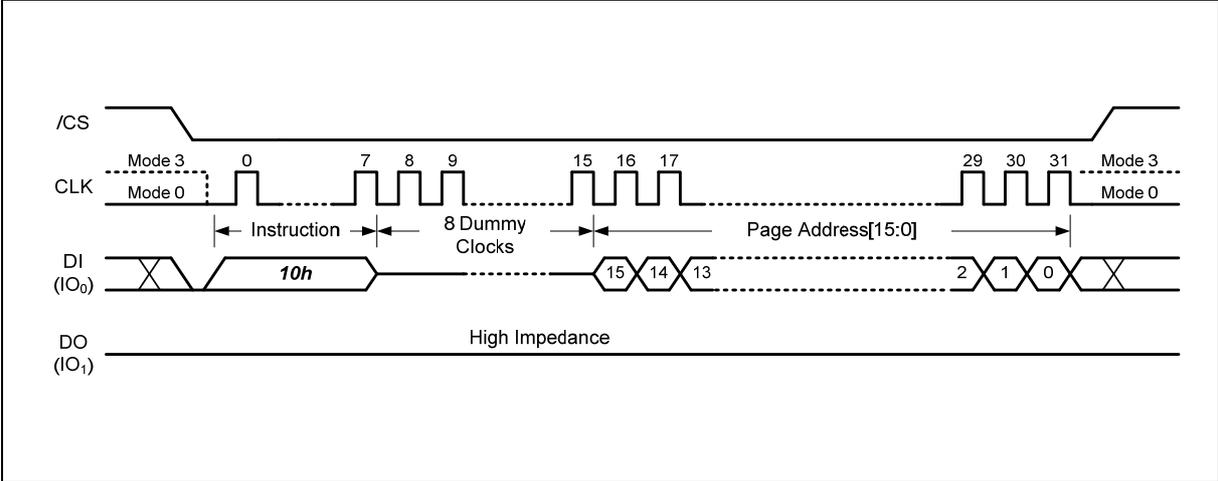 /CS
Mode 3 0 7 8 9 15 16 17 29 30 31 Mode 3
CLK
Mode 0 Mode 0
Instruction 8 Dummy Clocks Page Address[15:0]
DI
(IO₀)
10h 15 14 13 2 1 0
High Impedance
DO
(IO₁)